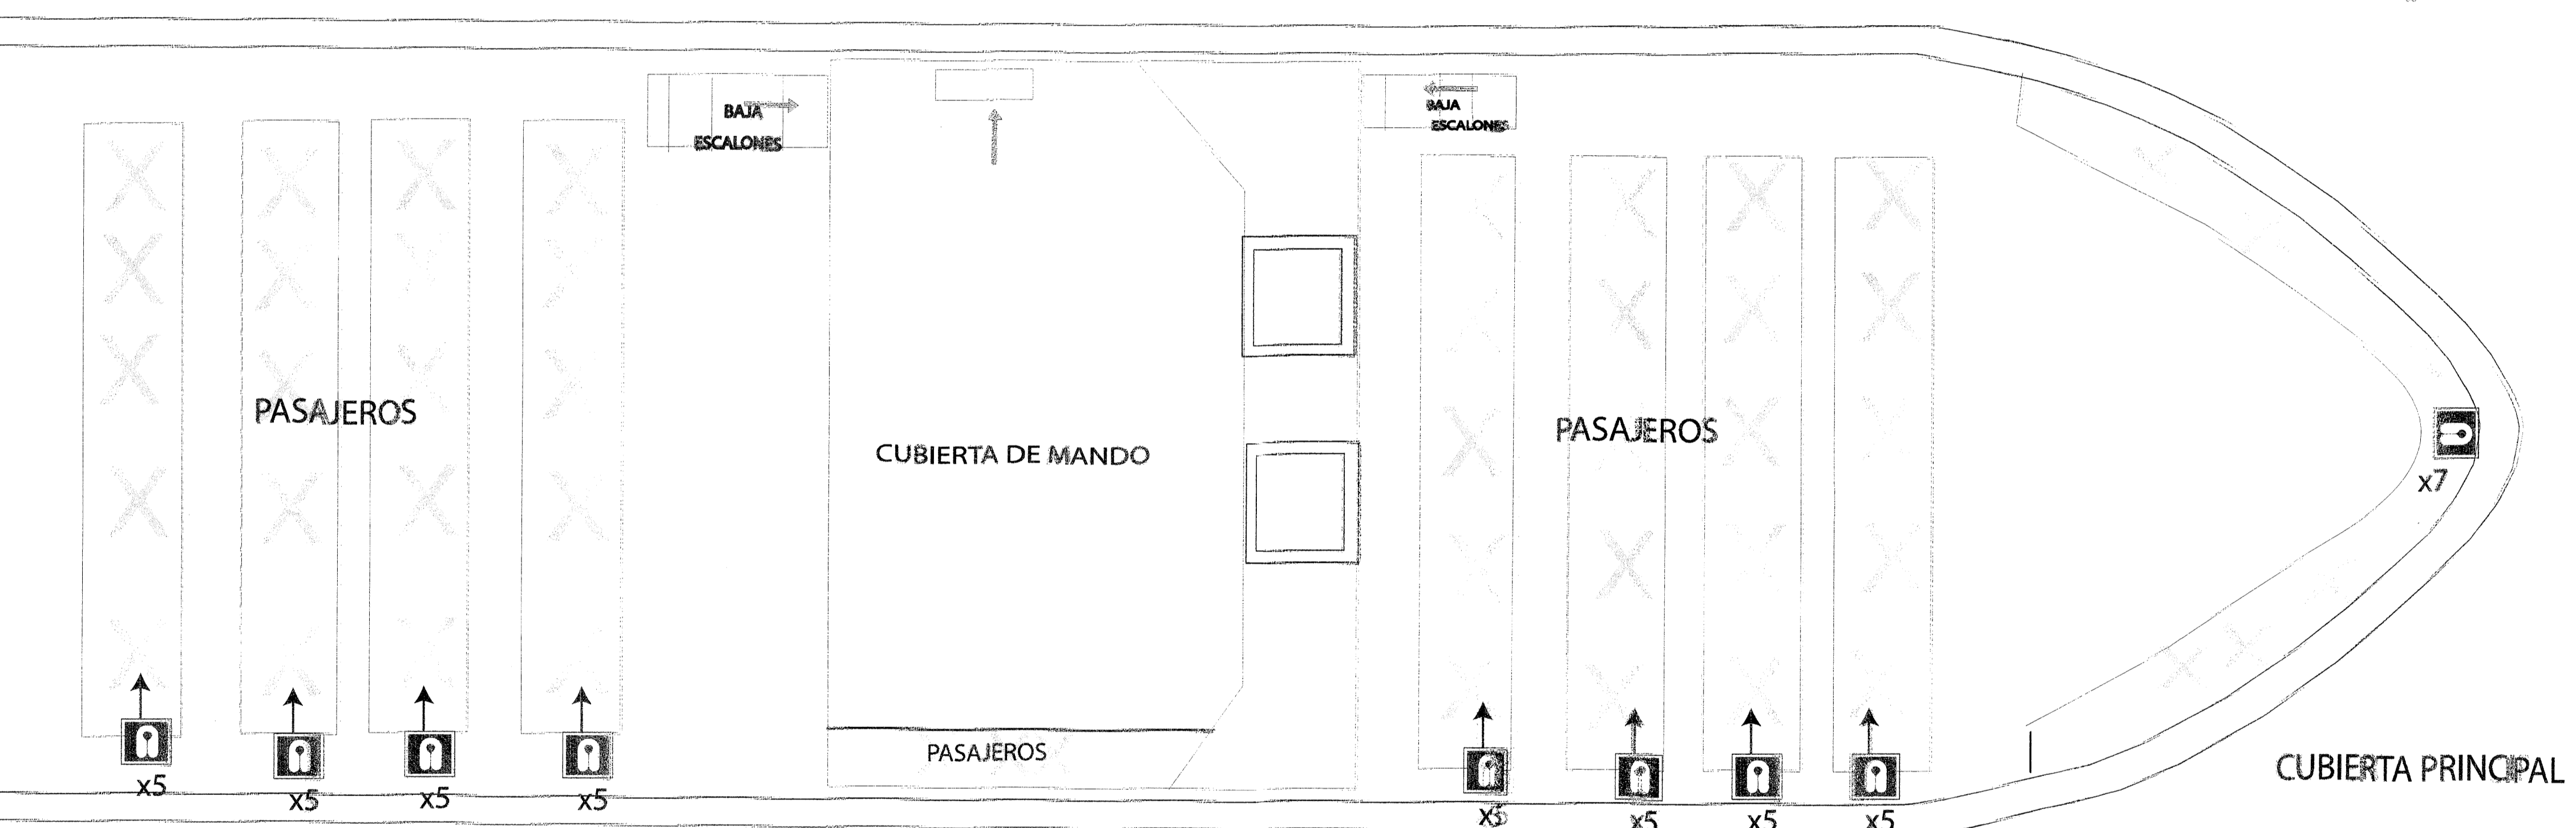 BAJA
ESCALONES
BAJA
ESCALONES
PASAJEROS
CUBIERTA DE MANDO
PASAJEROS
x7
PASAJEROS
CUBIERTA PRINCIPAL
x5
x5
x5
x5
x5
x5
x5
x5